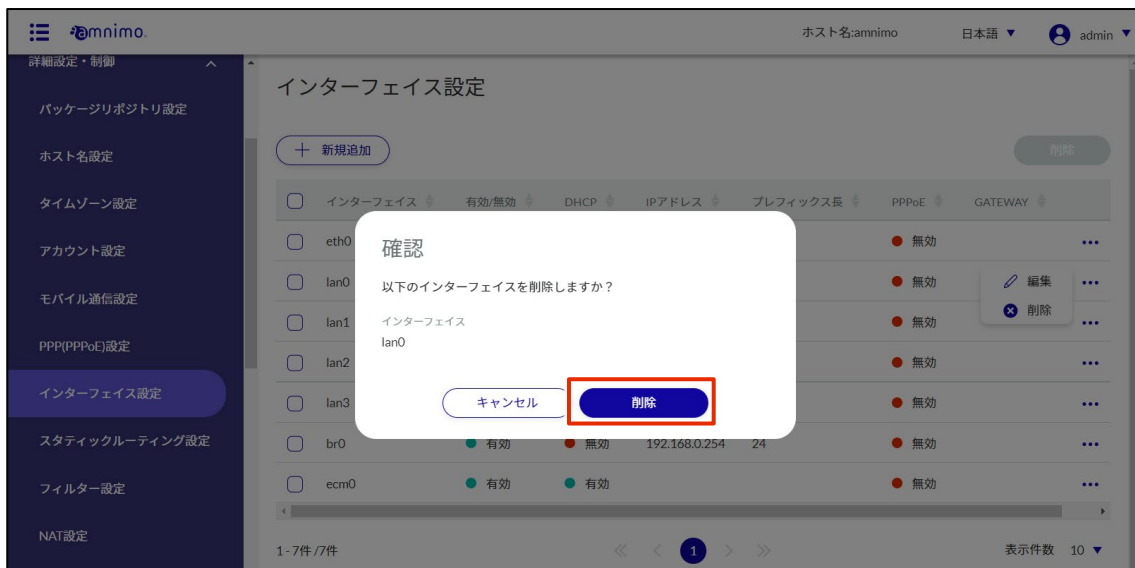 amnimo
ホスト名:amnimo
日本語 ▼
admin ▼
詳細設定・制御
パッケージリポジトリ設定
ホスト名設定
タイムゾーン設定
アカウント設定
モバイル通信設定
PPP(PPPoE)設定
インターフェイス設定
スタティックルーティング設定
フィルター設定
NAT設定
インターフェイス設定
+ 新規追加
削除
インターフェイス 有効/無効 DHCP IPアドレス プレフィックス長 PPPoE GATEWAY
eth0 無効
lan0 無効
lan1 無効
lan2 無効
lan3 無効
br0 有効 無効 192.168.0.254 24 無効
ecm0 有効 有効 無効
編集
削除
確認
以下のインターフェイスを削除しますか？
インターフェイス
lan0
キャンセル 削除
1 - 7件 /7件
≪ < 1 > ≫
表示件数 10 ▼